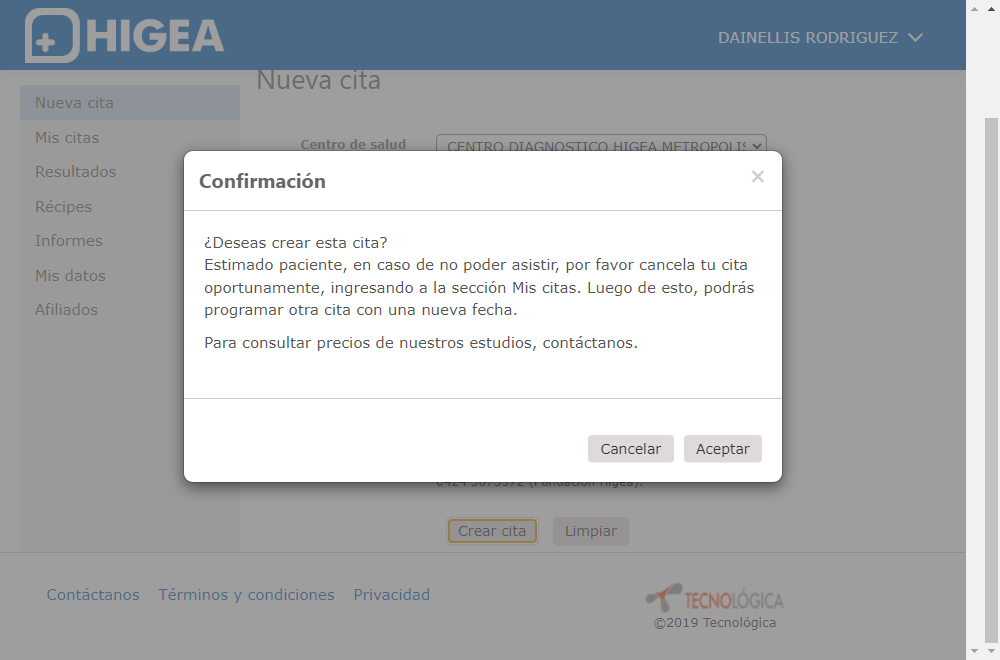 HIGEA
DAINELLIS RODRIGUEZ
Nueva cita
Nueva cita
Mis citas
Resultados
Récipes
Informes
Mis datos
Afiliados
Centro de salud
CENTRO DIAGNOSTICO HIGEA METROPOLIS
Confirmación
×
¿Deseas crear esta cita?
Estimado paciente, en caso de no poder asistir, por favor cancela tu cita
oportunamente, ingresando a la sección Mis citas. Luego de esto, podrás
programar otra cita con una nueva fecha.
Para consultar precios de nuestros estudios, contáctanos.
Cancelar
Aceptar
(Fundación Higea).
Crear cita
Limpiar
Contáctanos
Términos y condiciones
Privacidad
TECNOLÓGICA
©2019 Tecnológica